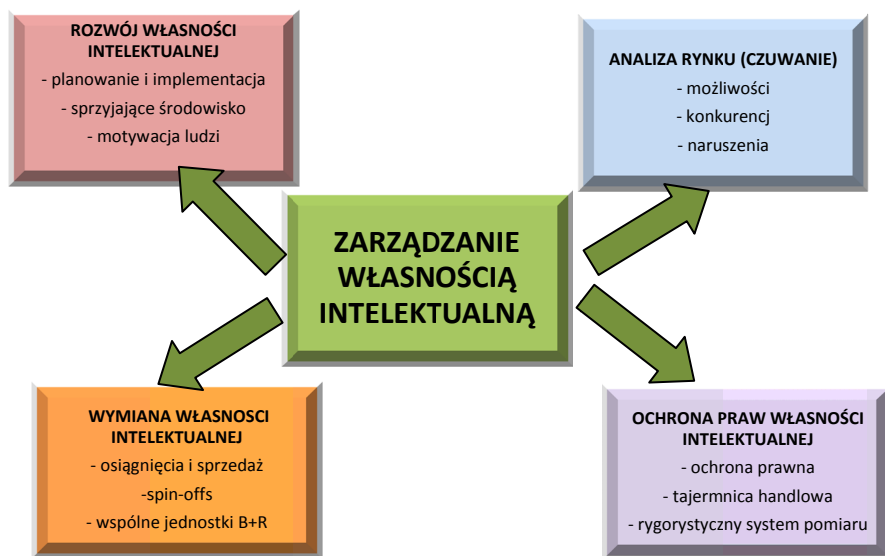 ROZWÓJ WŁASNOŚCI
INTELEKTUALNEJ
- planowanie i implementacja
- sprzyjające środowisko
- motywacja ludzi
ANALIZA RYNKU (CZUWANIE)
- możliwości
- konkurencj
- naruszenia
ZARZĄDZANIE
WŁASNOŚCIĄ
INTELEKTUALNĄ
WYMIANA WŁASNOSCI
INTELEKTUALNEJ
- osiągnięcia i sprzedaż
-spin-offs
- wspólne jednostki B+R
OCHRONA PRAW WŁASNOŚCI
INTELEKTUALNEJ
- ochrona prawna
- tajermnica handlowa
- rygorystyczny system pomiaru